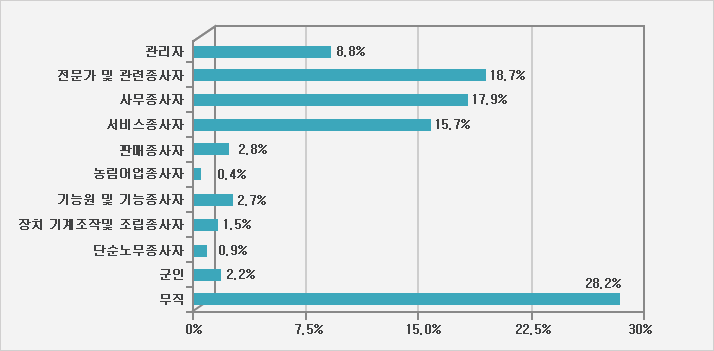 관리자 8.8%
전문가 및 관련종사자 18.7%
사무종사자 17.9%
서비스종사자 15.7%
판매종사자 2.8%
농림어업종사자 0.4%
기능원 및 기능종사자 2.7%
장치 기계조작및 조립종사자 1.5%
단순노무종사자 0.9%
군인 2.2%
무직 28.2%
0% 7.5% 15.0% 22.5% 30%